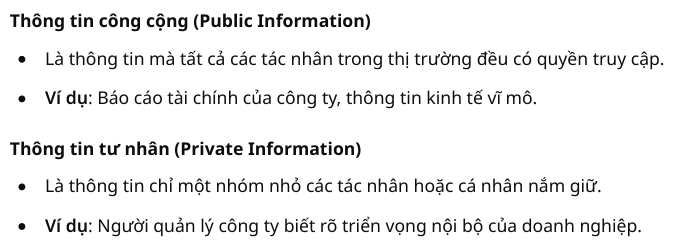 Thông tin công cộng (Public Information)
• Là thông tin mà tất cả các tác nhân trong thị trường đều có quyền truy cập.
• Ví dụ: Báo cáo tài chính của công ty, thông tin kinh tế vĩ mô.
Thông tin tư nhân (Private Information)
• Là thông tin chỉ một nhóm nhỏ các tác nhân hoặc cá nhân nắm giữ.
• Ví dụ: Người quản lý công ty biết rõ triển vọng nội bộ của doanh nghiệp.